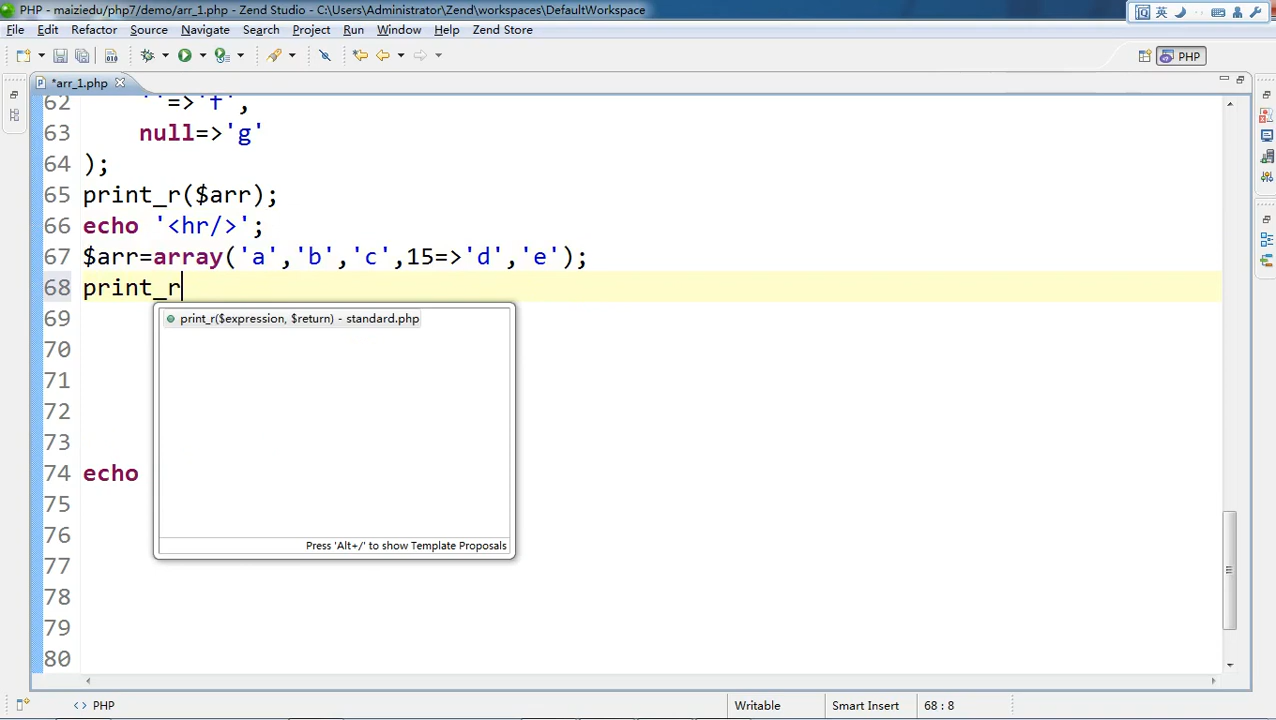 PHP - maiziedu/php7/demo/arr_1.php - Zend Studio - C:\Users\Administrator\Zend\workspaces\DefaultWorkspace
英
File Edit Refactor Source Navigate Search Project Run Window Help Zend Store
PHP
*arr_1.php
62 ''=>'f',
63 null=>'g'
64 );
65 print_r($arr);
66 echo '<hr/>';
67 $arr=array('a','b','c',15=>'d','e');
68 print_r
69
print_r($expression, $return) - standard.php
70
71
72
73
74 echo
75
76
Press 'Alt+/' to show Template Proposals
77
78
79
80
<> PHP
Writable
Smart Insert
68 : 8